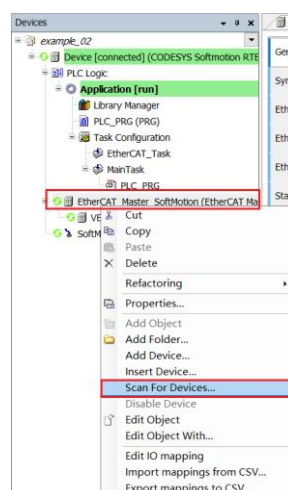 Devices
example_02
Device [connected] (CODESYS Softmotion RTE
PLC Logic
Application [run]
Library Manager
PLC_PRG (PRG)
Task Configuration
EtherCAT_Task
MainTask
PLC_PRG
EtherCAT_Master_SoftMotion (EtherCAT Ma
VE
SoftM
Cut
Copy
Paste
Delete
Refactoring
Properties...
Add Object
Add Folder...
Add Device...
Insert Device...
Scan For Devices...
Disable Device
Edit Object
Edit Object With...
Edit IO mapping
Import mappings from CSV...
Export mappings to CSV
Ger
Syn
Eth
Eth
Eth
Sta